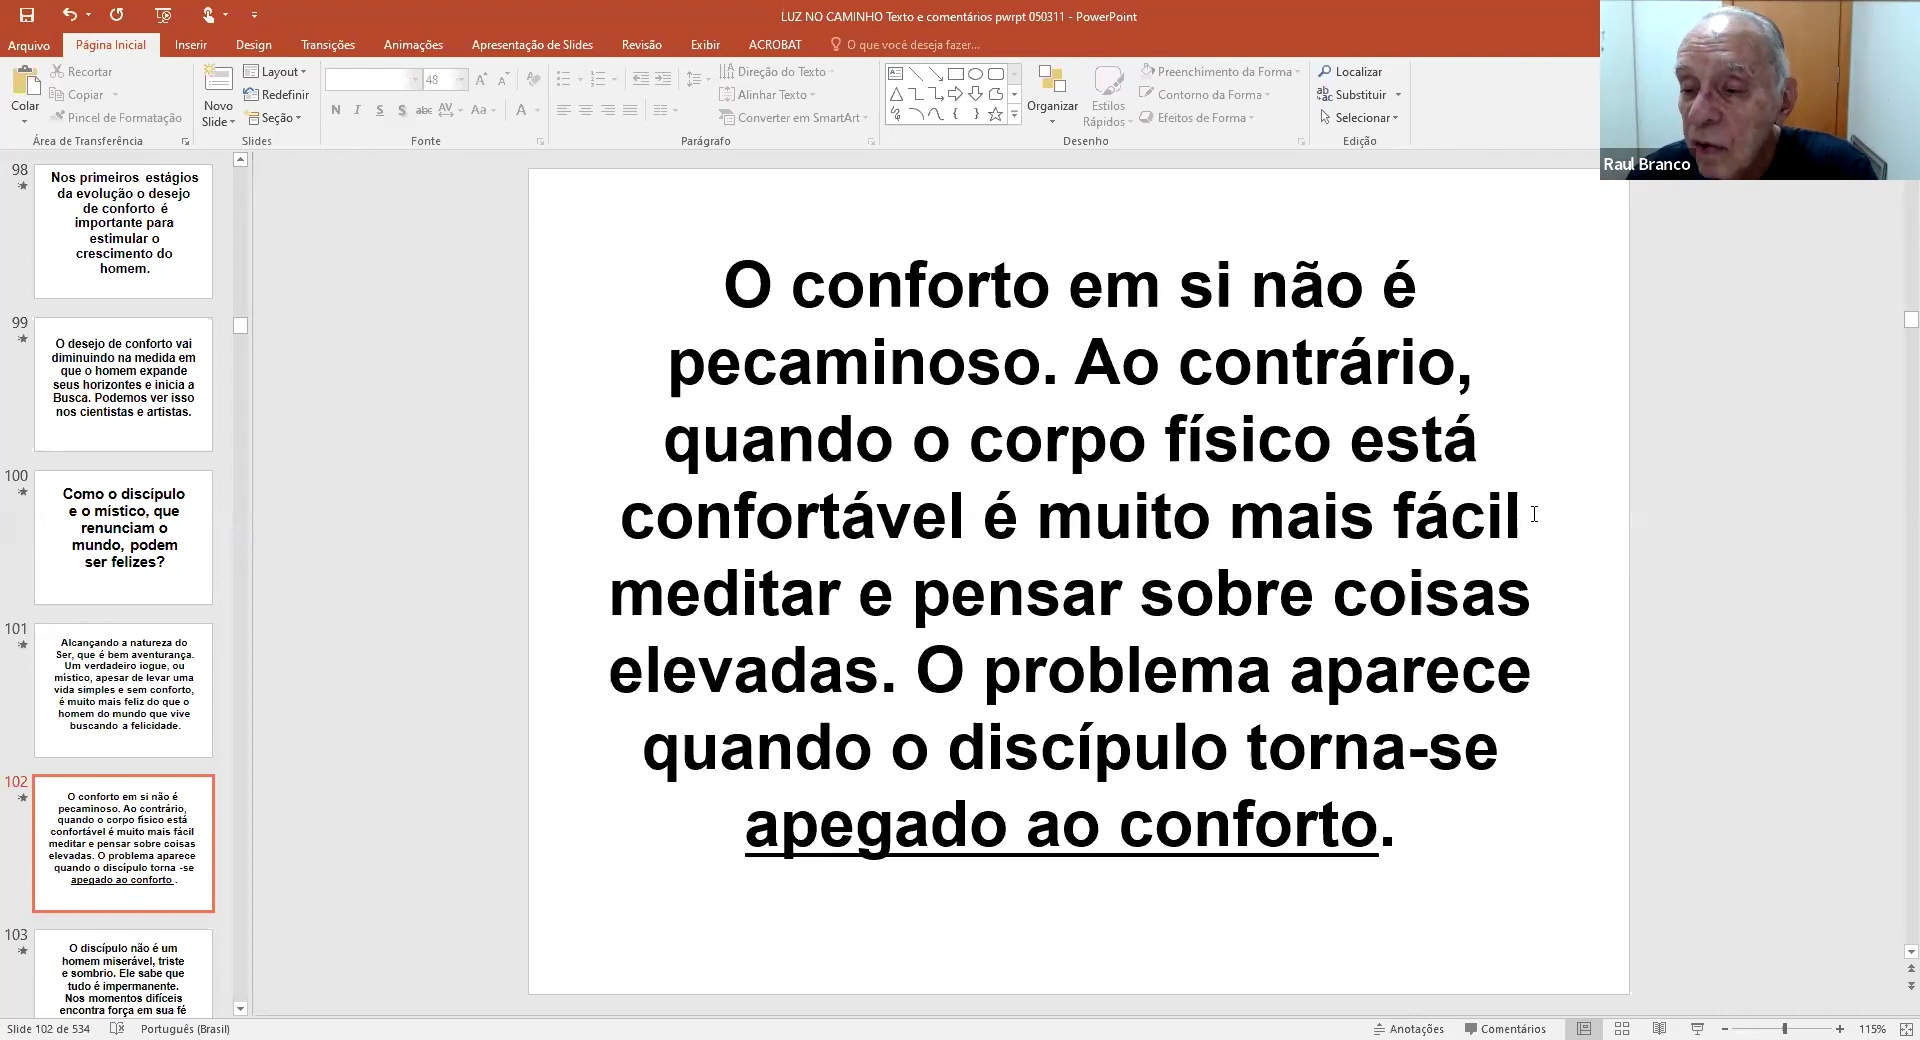 LUZ NO CAMINHO Texto e comentários pwrpt 050311 - PowerPoint
Arquivo Página Inicial Inserir Design Transições Animações Apresentação de Slides Revisão Exibir ACROBAT O que você deseja fazer...
Colar
Recortar
Copiar
Pincel de Formatação
Área de Transferência
Novo
Slide
Layout
Redefinir
Seção
Slides
48
N I S S abc AV Aa A
Fonte
Direção do Texto
Alinhar Texto
Converter em SmartArt
Parágrafo
Organizar
Estilos
Rápidos
Preenchimento da Forma
Contorno da Forma
Efeitos de Forma
Desenho
Localizar
Substituir
Selecionar
Edição
Raul Branco
98
Nos primeiros estágios
da evolução o desejo
de conforto é
importante para
estimular o
crescimento do
homem.
99
O desejo de conforto vai
diminuindo na medida em
que o homem expande
seus horizontes e inicia a
Busca. Podemos ver isso
nos cientistas e artistas.
100
Como o discípulo
e o místico, que
renunciam o
mundo, podem
ser felizes?
101
Alcançando a natureza do
Ser, que é bem aventurança.
Um verdadeiro iogue, ou
místico, apesar de levar uma
vida simples e sem conforto,
é muito mais feliz do que o
homem do mundo que vive
buscando a felicidade.
102
O conforto em si não é
pecaminoso. Ao contrário,
quando o corpo físico está
confortável é muito mais fácil
meditar e pensar sobre coisas
elevadas. O problema aparece
quando o discípulo torna -se
apegado ao conforto .
103
O discípulo não é um
homem miserável, triste
e sombrio. Ele sabe que
tudo é impermanente.
Nos momentos difíceis
encontra força em sua fé
O conforto em si não é
pecaminoso. Ao contrário,
quando o corpo físico está
confortável é muito mais fácil
meditar e pensar sobre coisas
elevadas. O problema aparece
quando o discípulo torna-se
apegado ao conforto.
Slide 102 de 534 Português (Brasil) Anotações Comentários 115%